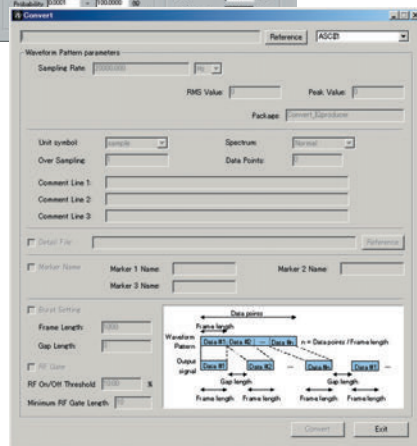 Probability 0.0001 - 100.0000 (%)
Convert
Reference ASCII1
Waveform Pattern parameters
Sampling Rate Hz
RMS Value Peak Value
Package Convert_IQproducer
Unit symbol sample Spectrum Normal
Over Sampling Data Points
Comment Line 1:
Comment Line 2:
Comment Line 3:
Detail File Reference
Marker Name Marker 1 Name Marker 2 Name
Marker 3 Name
Burst Setting
Frame Length
Gap Length
RF Gate
RF On/Off Threshold %
Minimum RF Gate Length
Data points
Frame length
Waveform Pattern Data #1 Data #2 ... Data #n n = Data points / Frame length
Output signal Data #1 Data #2 ... Data #n Data #1 ...
Gap length Gap length
Frame length Frame length Frame length Frame length
Convert Exit